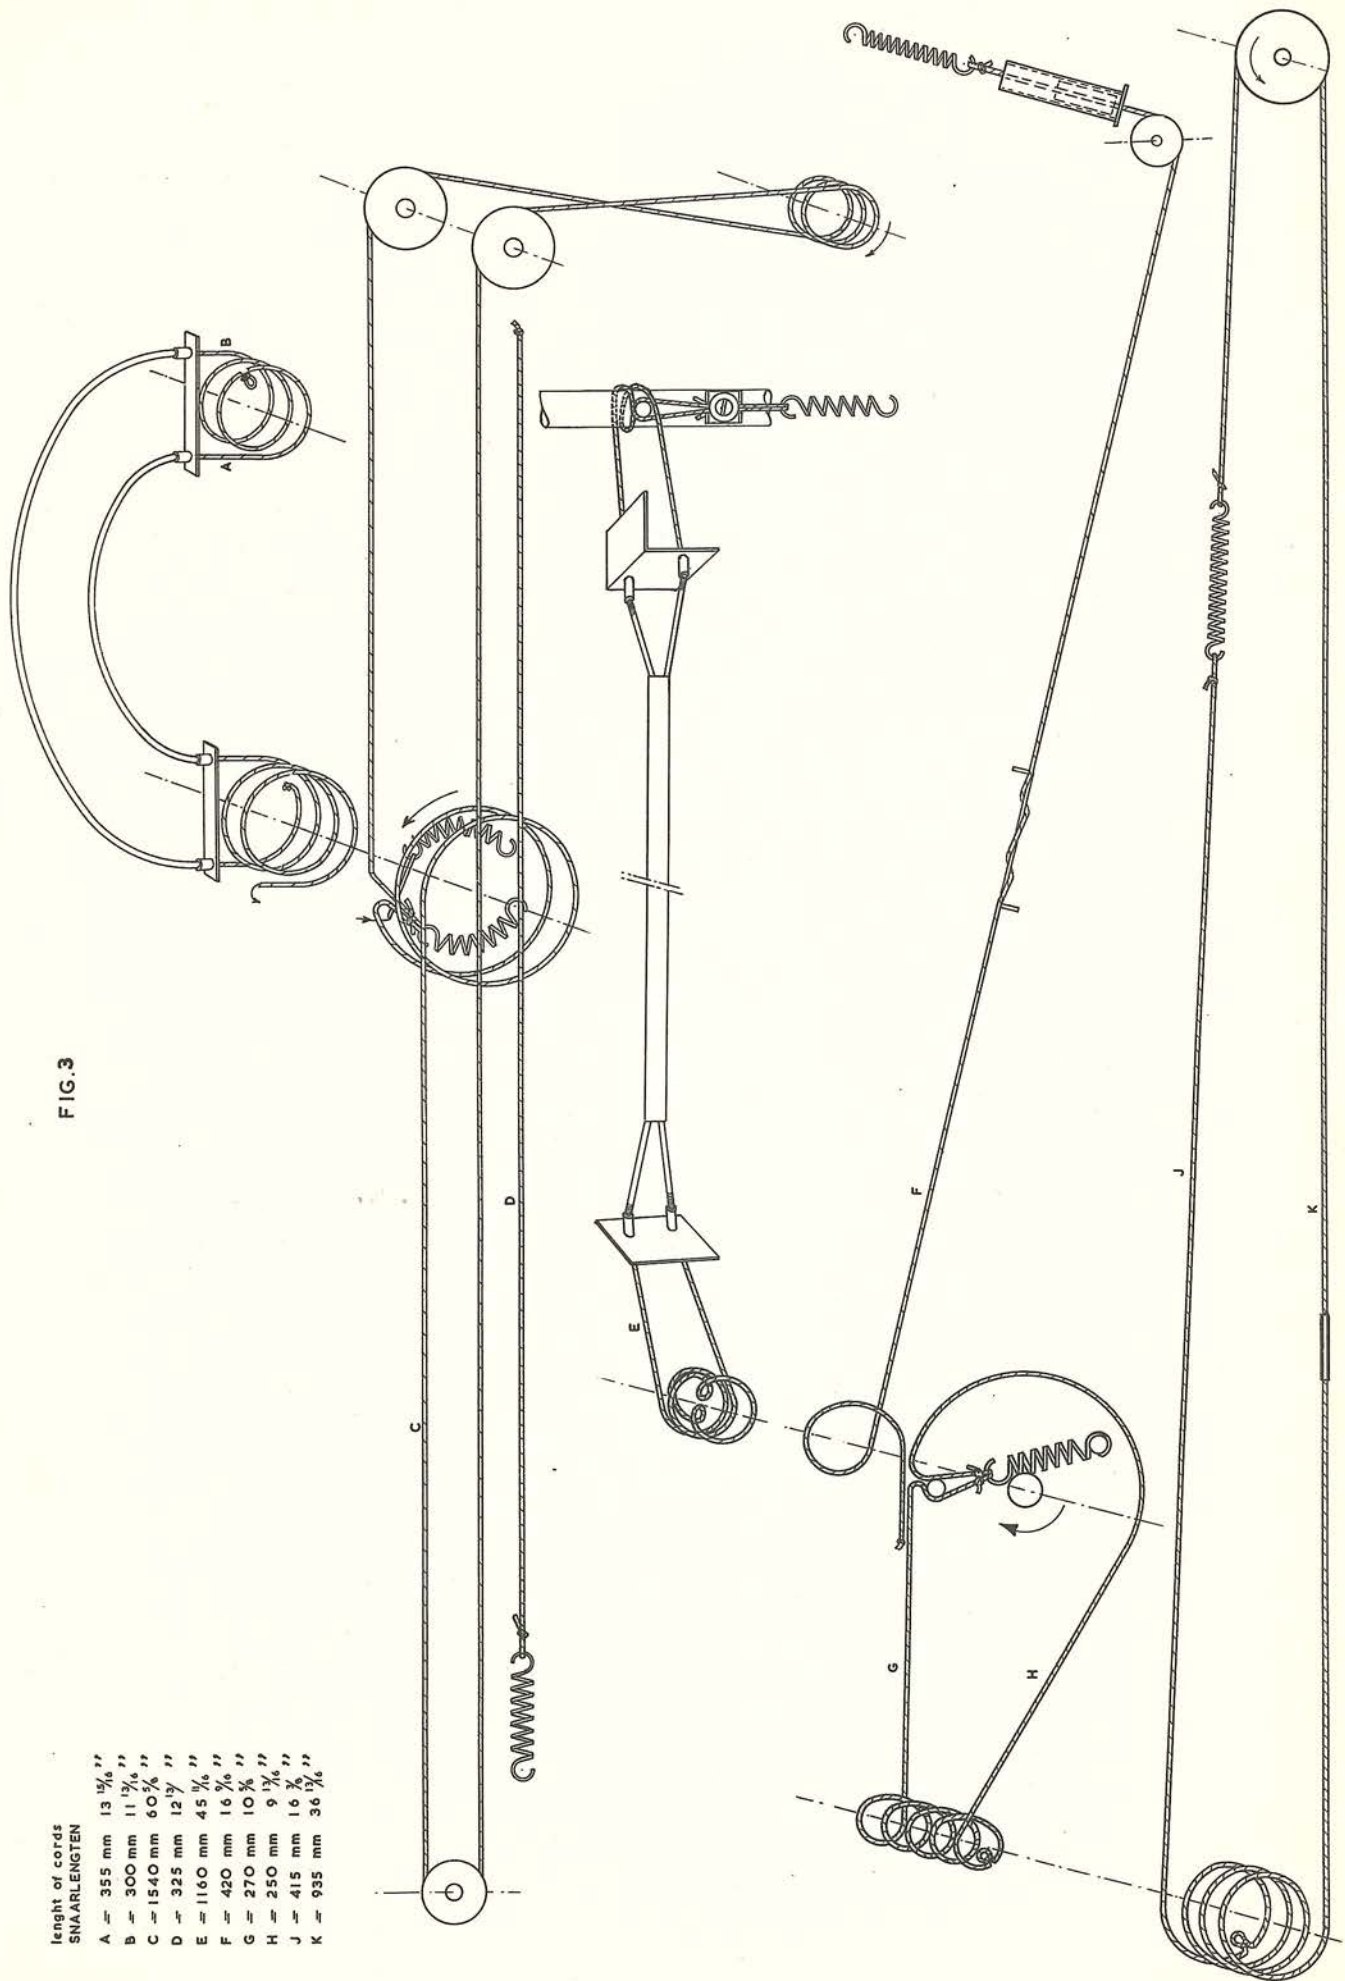 FIG.3
lenght of cords
SNAARLENGTEN
A = 355 mm 13 15/16 ”
B = 300 mm 11 13/16 ”
C = 1540 mm 60 5/8 ”
D = 325 mm 12 13/ ”
E = 1160 mm 45 11/16 ”
F = 420 mm 16 9/16 ”
G = 270 mm 10 5/8 ”
H = 250 mm 9 13/16 ”
J = 415 mm 16 3/8 ”
K = 935 mm 36 13/16 ”
B
A
C
D
E
F
G
H
J
K